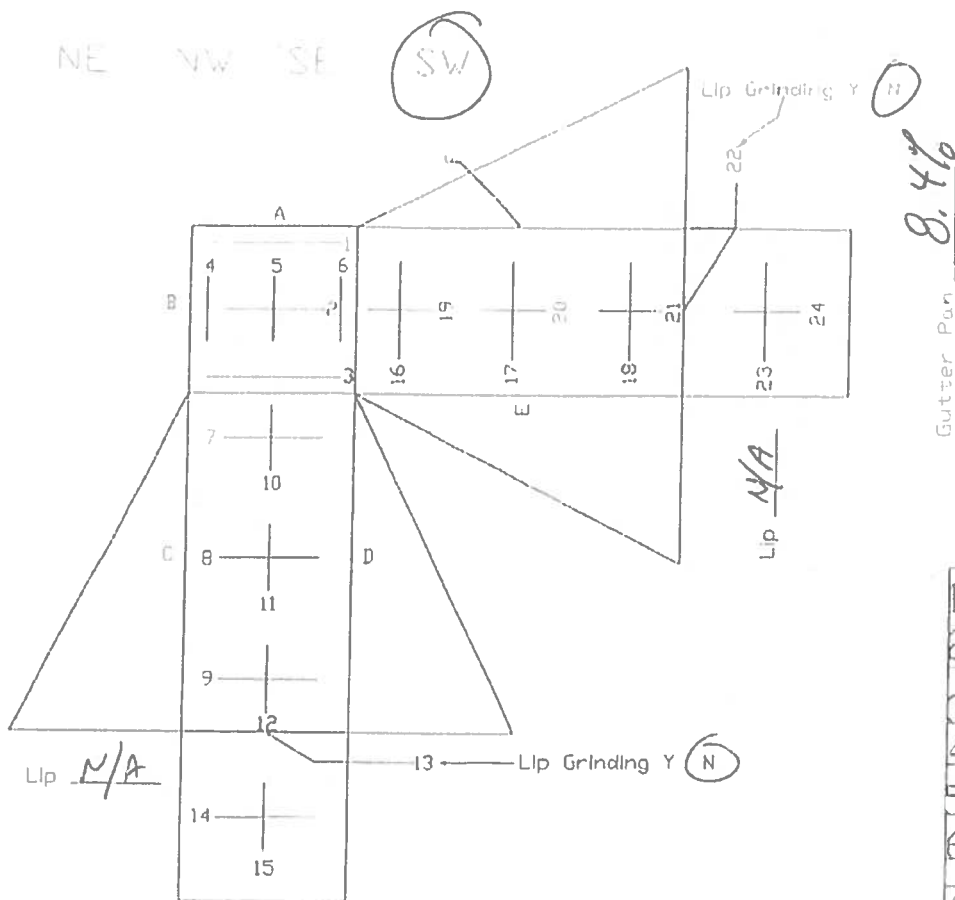 NE NW SE SW
Lip Grinding Y N
22
8.4%
Gutter Pan
F
A
1
4 5 6
B
2
19 20 21 24
3
16 17 18 23
E
7
10
Lip N/A
C 8 D
11
9
12
Lip N/A
13 Lip Grinding Y N
14
15